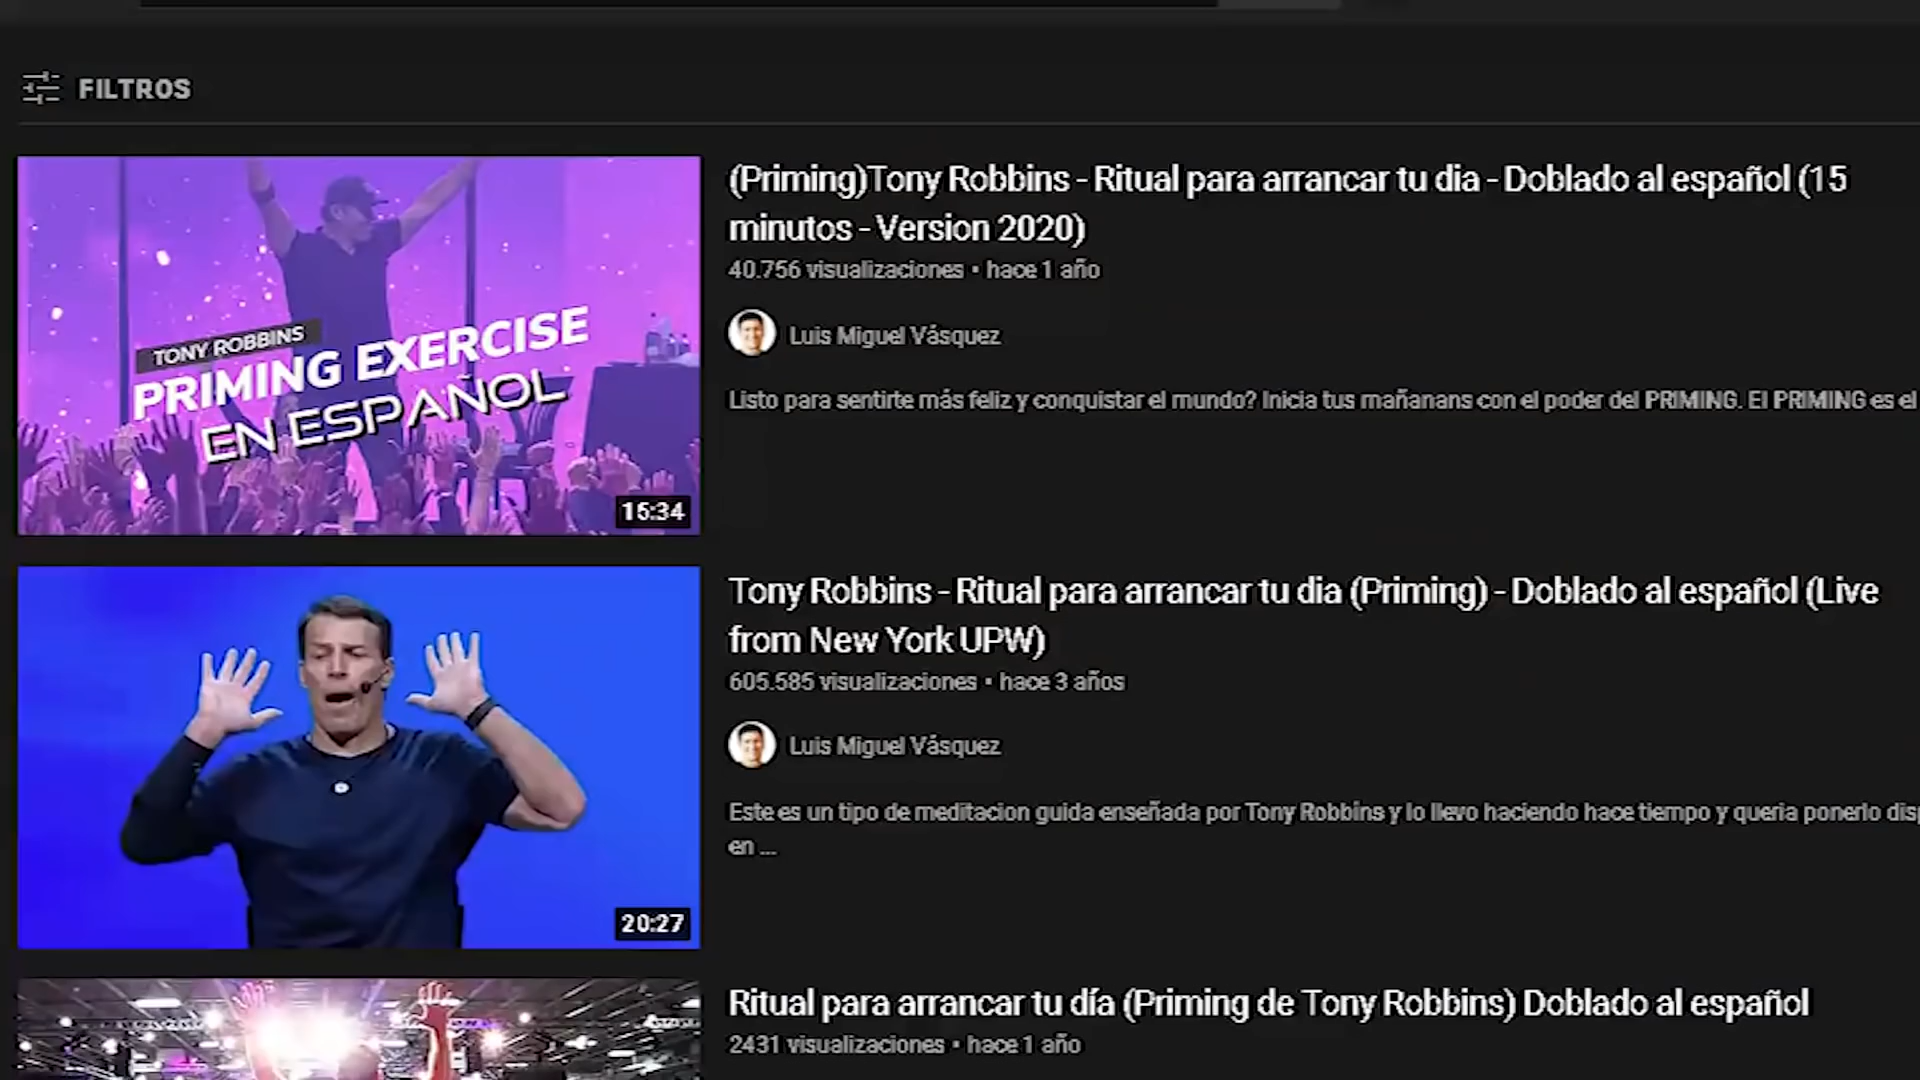 FILTROS
TONY ROBBINS
PRIMING EXERCISE
EN ESPAÑOL
15:34
(Priming)Tony Robbins - Ritual para arrancar tu dia - Doblado al español (15
minutos - Version 2020)
40.756 visualizaciones • hace 1 año
Luis Miguel Vásquez
Listo para sentirte más feliz y conquistar el mundo? Inicia tus mañanans con el poder del PRIMING. El PRIMING es el
20:27
Tony Robbins - Ritual para arrancar tu dia (Priming) - Doblado al español (Live
from New York UPW)
605.585 visualizaciones • hace 3 años
Luis Miguel Vásquez
Este es un tipo de meditacion guida enseñada por Tony Robbins y lo llevo haciendo hace tiempo y queria ponerlo
en ...
Ritual para arrancar tu día (Priming de Tony Robbins) Doblado al español
2431 visualizaciones • hace 1 año